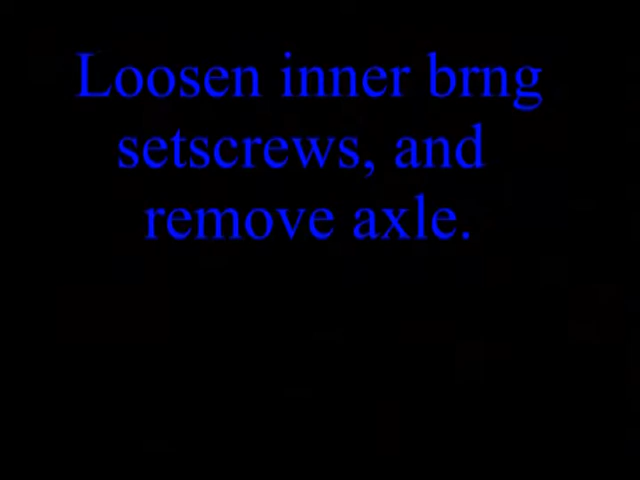 Loosen inner brng
setscrews, and
remove axle.